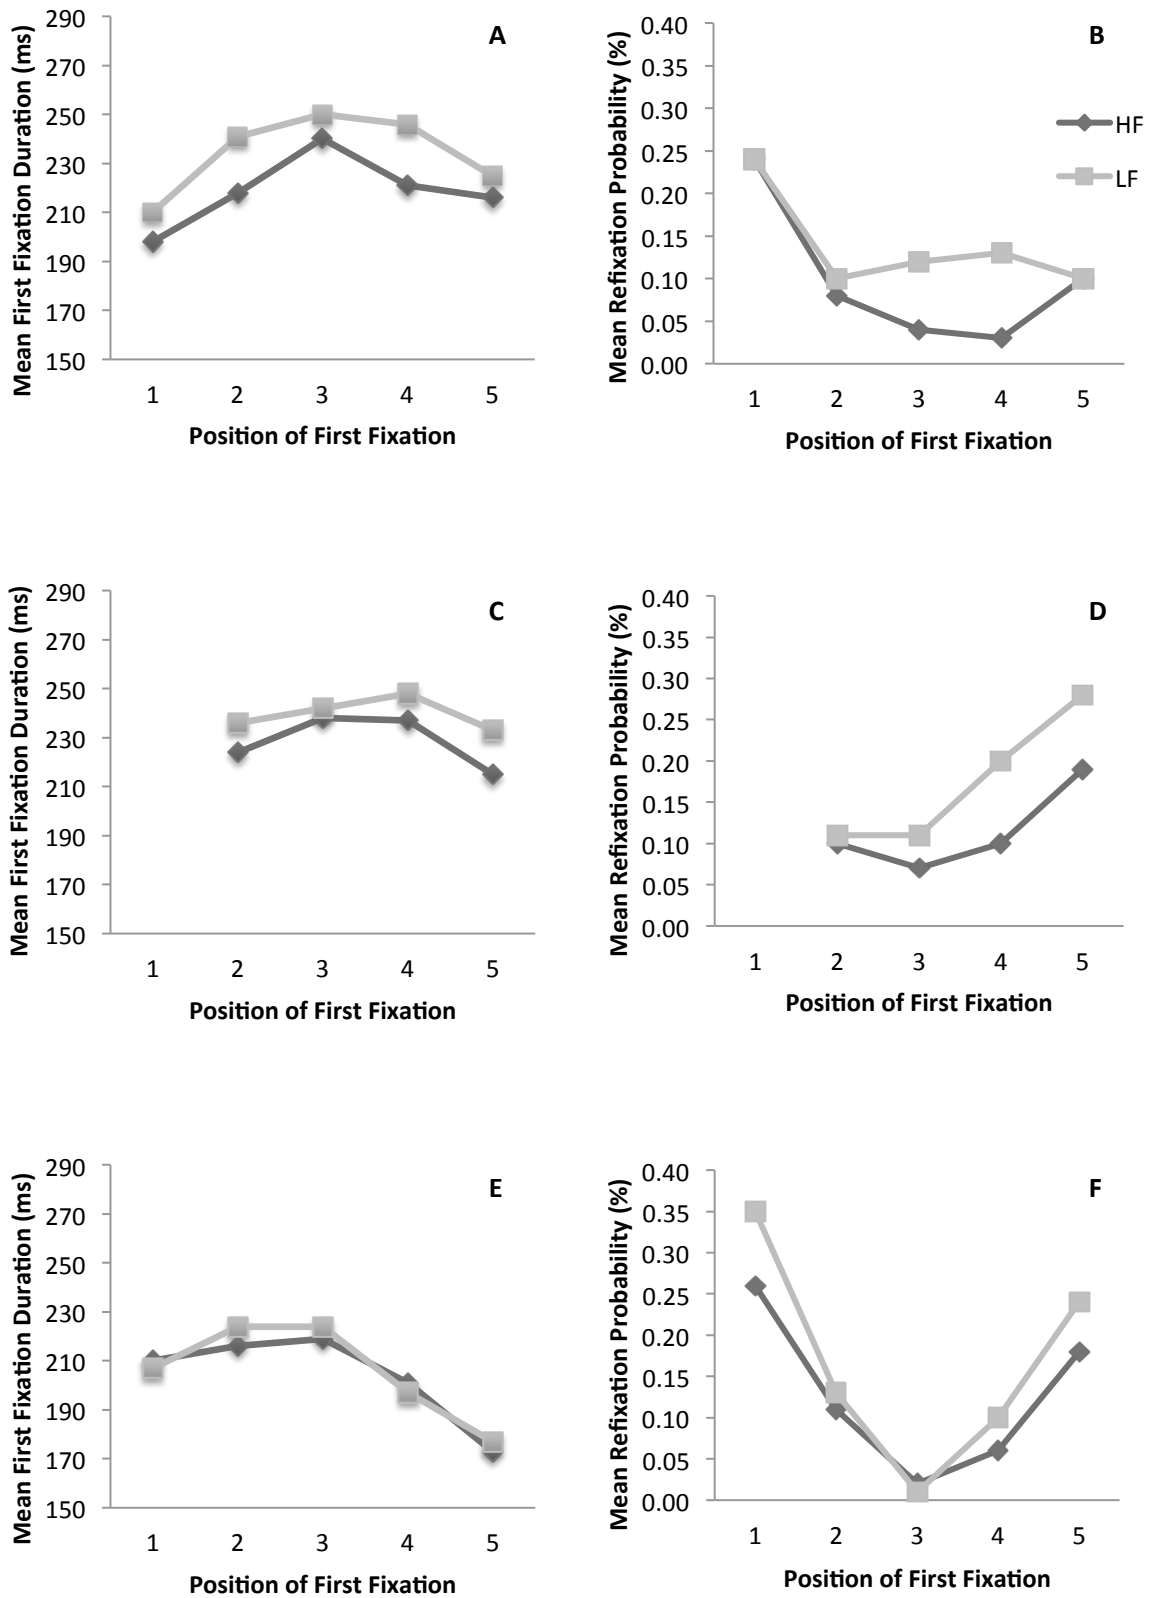 A
Mean First Fixation Duration (ms)
290
270
250
230
210
190
170
150
1 2 3 4 5
Position of First Fixation
B
Mean Refixation Probability (%)
0.40
0.35
0.30
0.25
0.20
0.15
0.10
0.05
0.00
HF
LF
1 2 3 4 5
Position of First Fixation
C
Mean First Fixation Duration (ms)
290
270
250
230
210
190
170
150
1 2 3 4 5
Position of First Fixation
D
Mean Refixation Probability (%)
0.40
0.35
0.30
0.25
0.20
0.15
0.10
0.05
0.00
1 2 3 4 5
Position of First Fixation
E
Mean First Fixation Duration (ms)
290
270
250
230
210
190
170
150
1 2 3 4 5
Position of First Fixation
F
Mean Refixation Probability (%)
0.40
0.35
0.30
0.25
0.20
0.15
0.10
0.05
0.00
1 2 3 4 5
Position of First Fixation